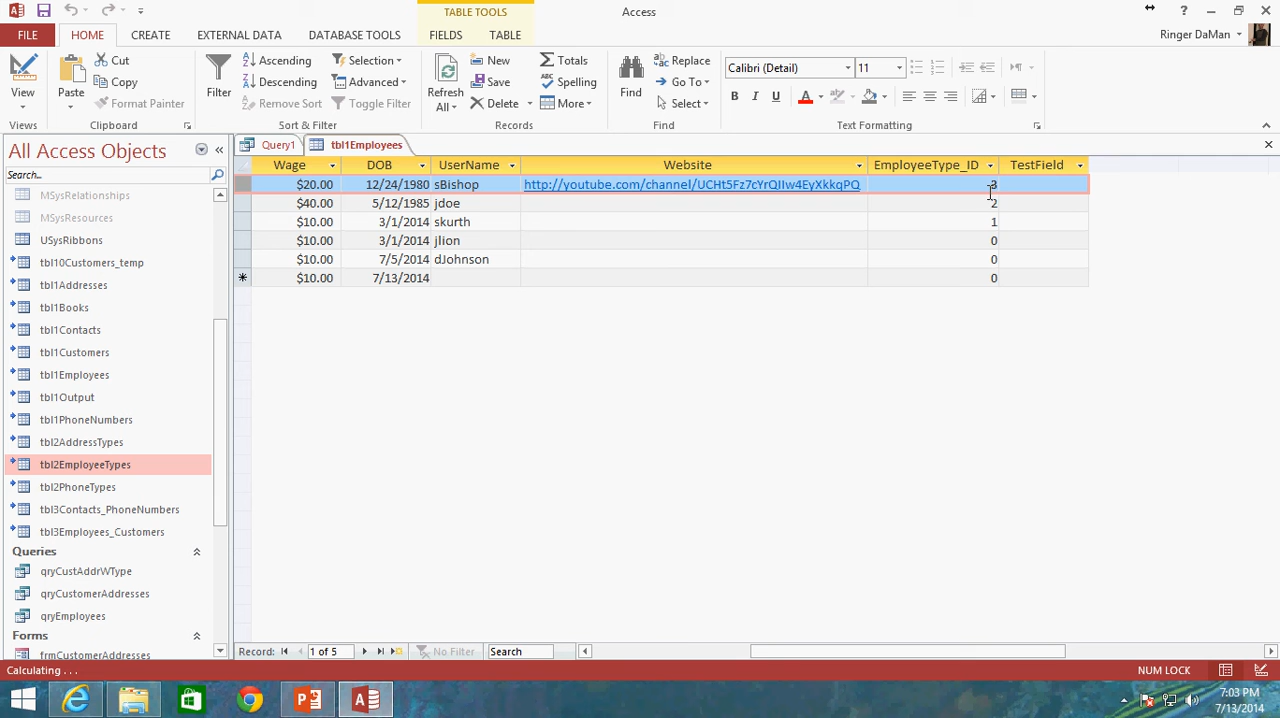 TABLE TOOLS
Access
FILE HOME CREATE EXTERNAL DATA DATABASE TOOLS FIELDS TABLE Ringer DaMan
View
Views
Paste
Cut
Copy
Format Painter
Clipboard
Filter
Ascending
Descending
Remove Sort
Selection
Advanced
Toggle Filter
Sort & Filter
Refresh
All
New
Save
Delete
Totals
Spelling
More
Records
Find
Replace
Go To
Select
Find
Calibri (Detail) 11
B I U A
Text Formatting
All Access Objects
Search...
MSysRelationships
MSysResources
USysRibbons
tbl10Customers_temp
tbl1Addresses
tbl1Books
tbl1Contacts
tbl1Customers
tbl1Employees
tbl1Output
tbl1PhoneNumbers
tbl2AddressTypes
tbl2EmployeeTypes
tbl2PhoneTypes
tbl3Contacts_PhoneNumbers
tbl3Employees_Customers
Queries
qryCustAddrWType
qryCustomerAddresses
qryEmployees
Forms
frmCustomerAddresses
Query1 tbl1Employees
Wage DOB UserName Website EmployeeType_ID TestField
$20.00 12/24/1980 sBishop http://youtube.com/channel/UCHt5Fz7cYrQJIw4EyXkkqPQ 3
$40.00 5/12/1985 jdoe 2
$10.00 3/1/2014 skurth 1
$10.00 3/1/2014 jlion 0
$10.00 7/5/2014 dJohnson 0
$10.00 7/13/2014 0
Record: 1 of 5 No Filter Search
Calculating . . . NUM LOCK
7:03 PM
7/13/2014